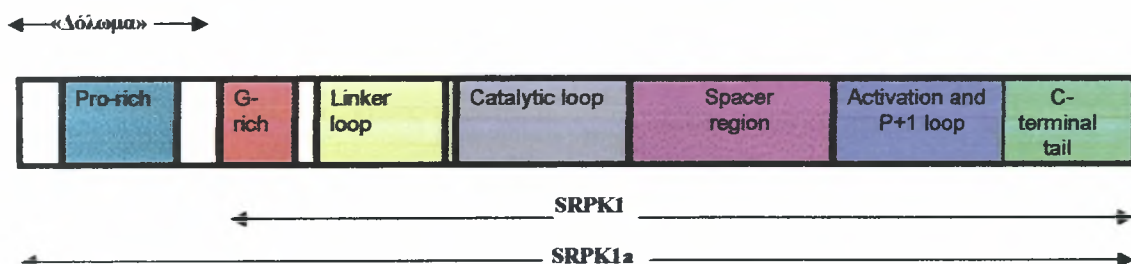 «Δόλωμα»
Pro-rich
G-
rich
Linker
loop
Catalytic loop
Spacer
region
Activation and
P+1 loop
C-
terminal
tail
SRPK1
SRPK1a